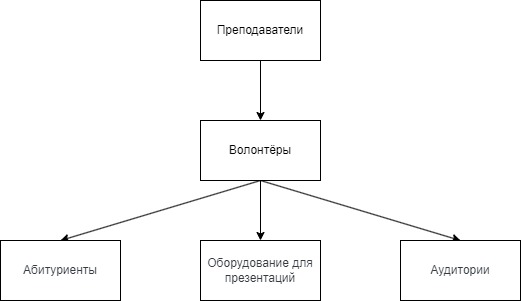 Преподаватели
Волонтёры
Абитуриенты
Оборудование для
презентаций
Аудитории